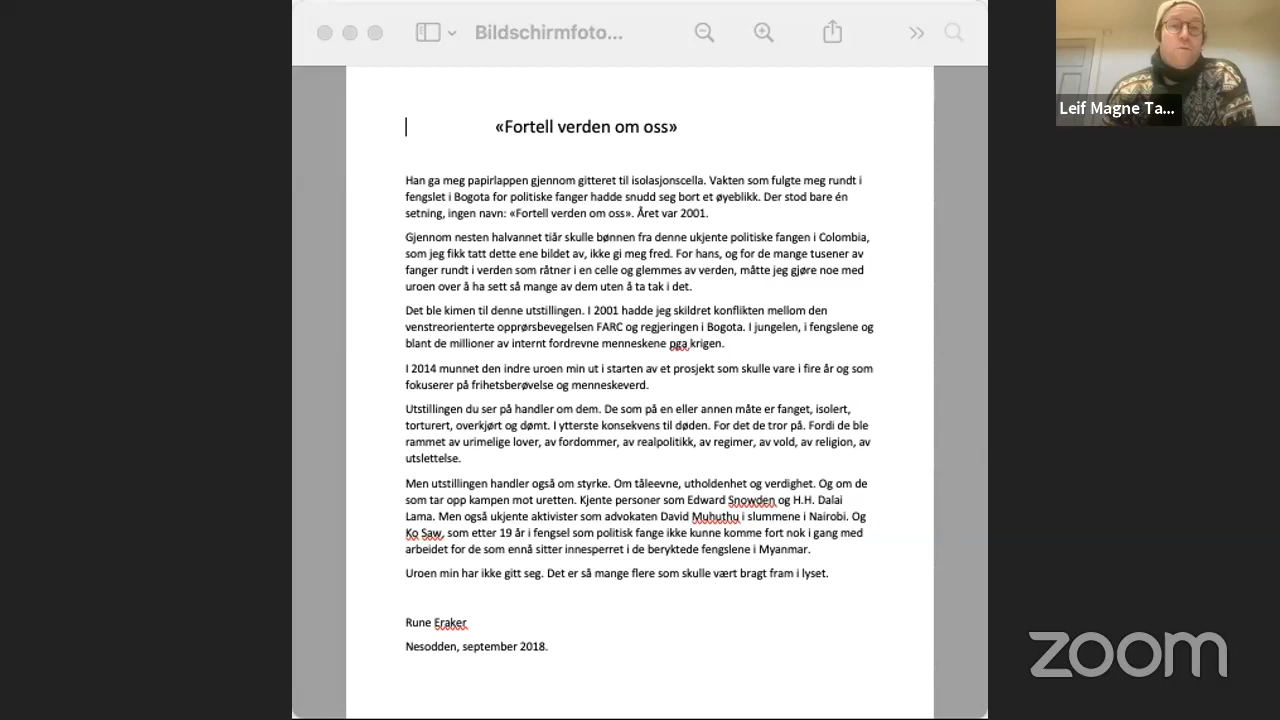 Bildschirmfoto...
Leif Magne Ta...
«Fortell verden om oss»
Han ga meg papirlappen gjennom gitteret til isolasjonscella. Vakten som fulgte meg rundt i
fengslet i Bogota for politiske fanger hadde snudd seg bort et øyeblikk. Der stod bare én
setning, ingen navn: «Fortell verden om oss». Året var 2001.
Gjennom nesten halvannet tiår skulle bønnen fra denne ukjente politiske fangen i Colombia,
som jeg fikk tatt dette ene bildet av, ikke gi meg fred. For hans, og for de mange tusener av
fanger rundt i verden som råtner i en celle og glemmes av verden, måtte jeg gjøre noe med
uroen over å ha sett så mange av dem uten å ta tak i det.
Det ble kimen til denne utstillingen. I 2001 hadde jeg skildret konflikten mellom den
venstreorienterte opprørsbevegelsen FARC og regjeringen i Bogota. I jungelen, i fengslene og
blant de millioner av internt fordrevne menneskene pga krigen.
I 2014 munnet den indre uroen min ut i starten av et prosjekt som skulle vare i fire år og som
fokuserer på frihetsberøvelse og menneskeverd.
Utstillingen du ser på handler om dem. De som på en eller annen måte er fanget, isolert,
torturert, overkjørt og dømt. I ytterste konsekvens til døden. For det de tror på. Fordi de ble
rammet av urimelige lover, av fordommer, av realpolitikk, av regimer, av vold, av religion, av
utslettelse.
Men utstillingen handler også om styrke. Om tåleevne, utholdenhet og verdighet. Og om de
som tar opp kampen mot uretten. Kjente personer som Edward Snowden og H.H. Dalai
Lama. Men også ukjente aktivister som advokaten David Muhuthu i slummene i Nairobi. Og
Ko Saw, som etter 19 år i fengsel som politisk fange ikke kunne komme fort nok i gang med
arbeidet for de som ennå sitter innesperret i de beryktede fengslene i Myanmar.
Uroen min har ikke gitt seg. Det er så mange flere som skulle vært bragt fram i lyset.
Rune Eraker
Nesodden, september 2018.
zoom